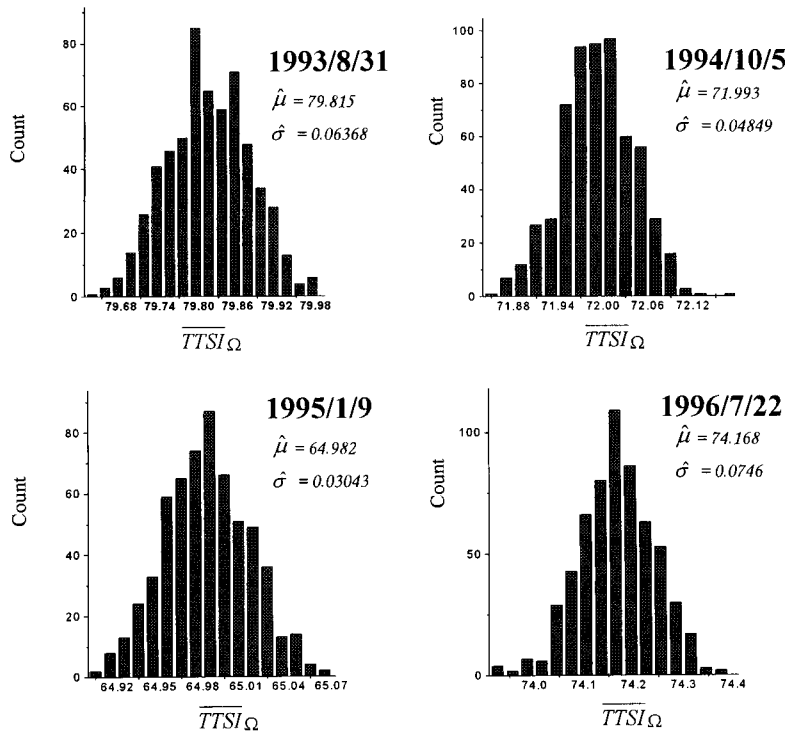 1993/8/31
μ̂ = 79.815
σ̂ = 0.06368
Count
80
60
40
20
0
79.68 79.74 79.80 79.86 79.92 79.98
TTSI Ω
1994/10/5
μ̂ = 71.993
σ̂ = 0.04849
Count
100
80
60
40
20
0
71.88 71.94 72.00 72.06 72.12
TTSI Ω
1995/1/9
μ̂ = 64.982
σ̂ = 0.03043
Count
80
60
40
20
0
64.92 64.95 64.98 65.01 65.04 65.07
TTSI Ω
1996/7/22
μ̂ = 74.168
σ̂ = 0.0746
Count
100
50
0
74.0 74.1 74.2 74.3 74.4
TTSI Ω